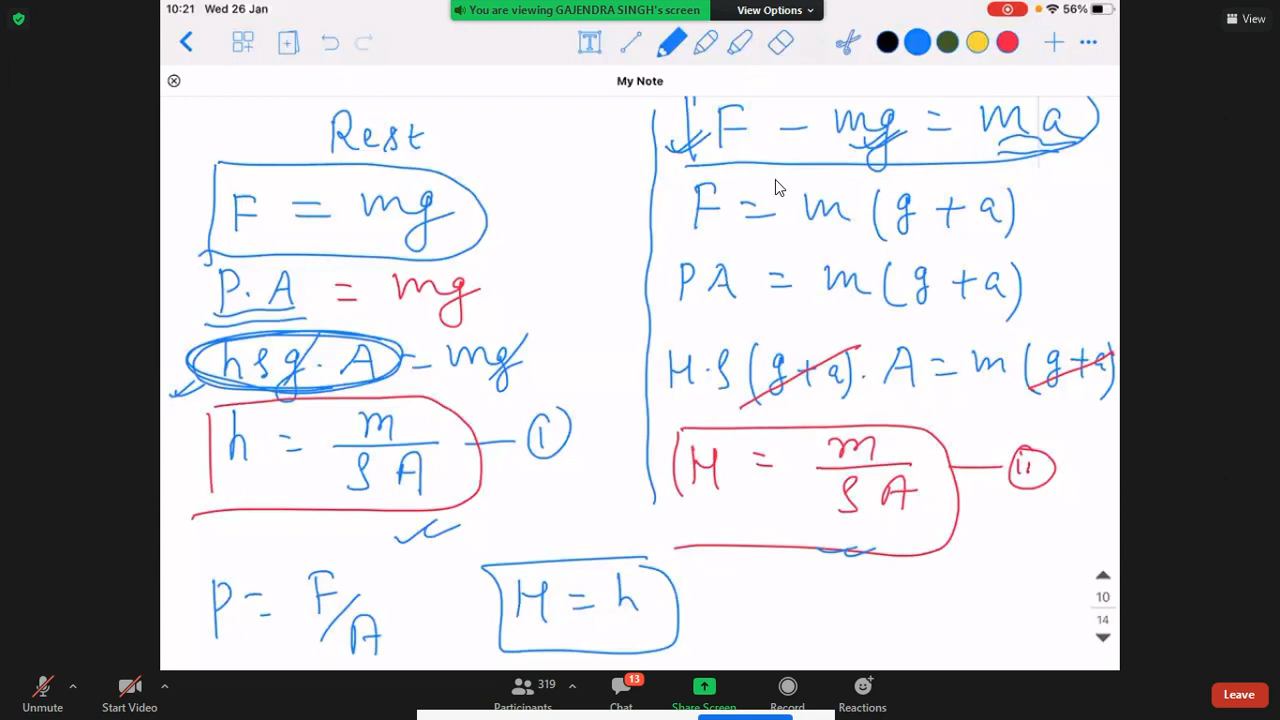 10:21 Wed 26 Jan
You are viewing GAJENDRA SINGH's screen
View Options
56%
View
My Note
Rest
F = mg
P.A = mg
hρg.A = mg
h = m/ρA — (i)
P = F/A
H = h
F - mg = ma
F = m(g+a)
PA = m(g+a)
H.ρ(g+a).A = m(g+a)
H = m/ρA — (ii)
10
14
Unmute
Start Video
319
Participants
13
Chat
Share Screen
Record
Reactions
Leave